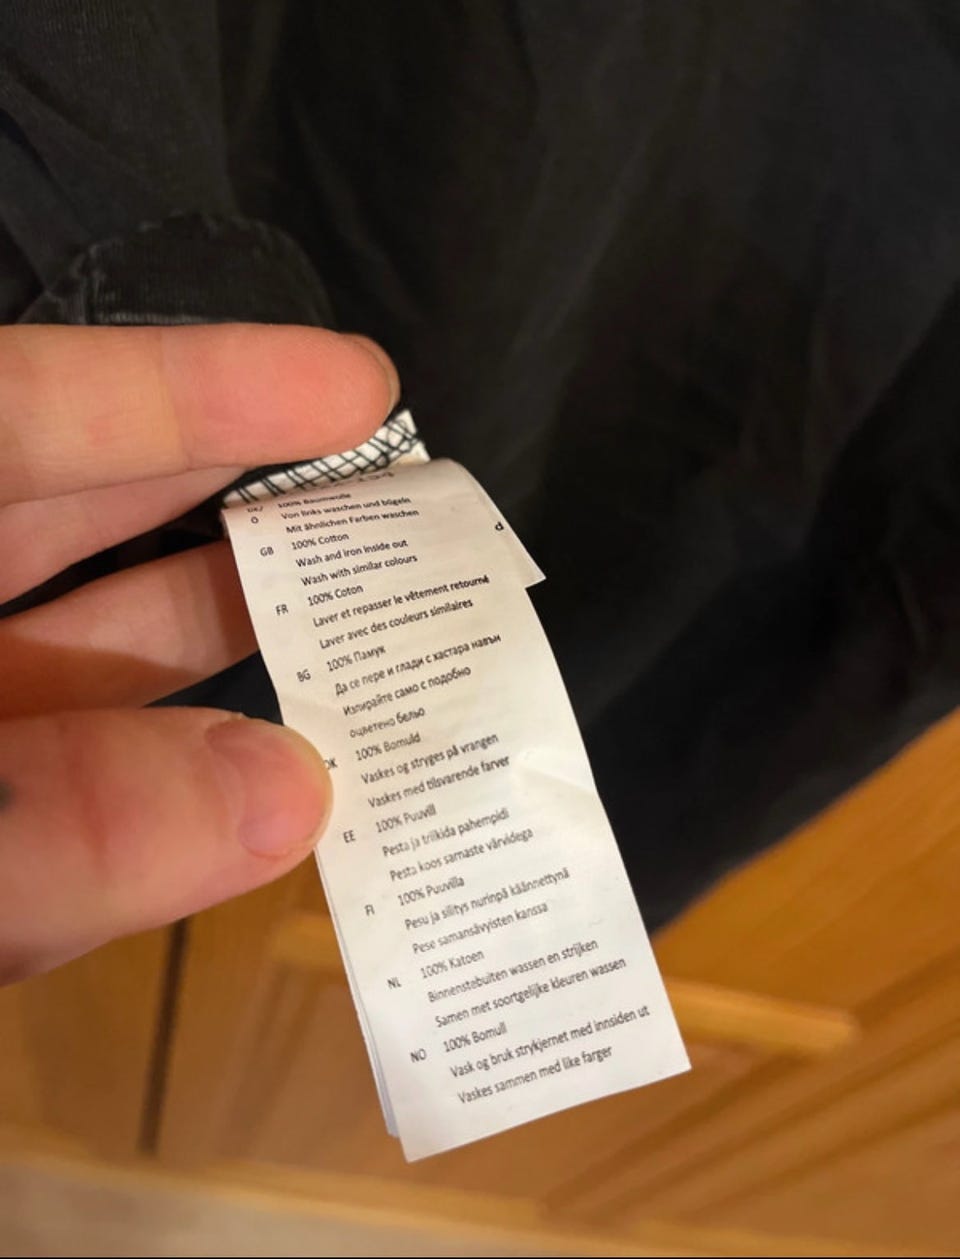 DE/ 100% Baumwolle
Ö Von links waschen und bügeln
Mit ähnlichen Farben waschen
GB 100% Cotton
Wash and iron inside out
Wash with similar colours
FR 100% Coton
Laver et repasser le vêtement retourné
Laver avec des couleurs similaires
BG 100% Памук
Да се пере и глади с хастара навън
Изпирайте само с подобно
оцветено бельо
DK 100% Bomuld
Vaskes og stryges på vrangen
Vaskes med tilsvarende farver
EE 100% Puuvill
Pesta ja triikida pahempidi
Pesta koos sarnaste värvidega
FI 100% Puuvilla
Pesu ja silitys nurinpä käännettynä
Pese samansävyisten kanssa
NL 100% Katoen
Binnenstebuiten wassen en strijken
Samen met soortgelijke kleuren wassen
NO 100% Bomull
Vask og bruk strykjernet med innsiden ut
Vaskes sammen med like farger
d